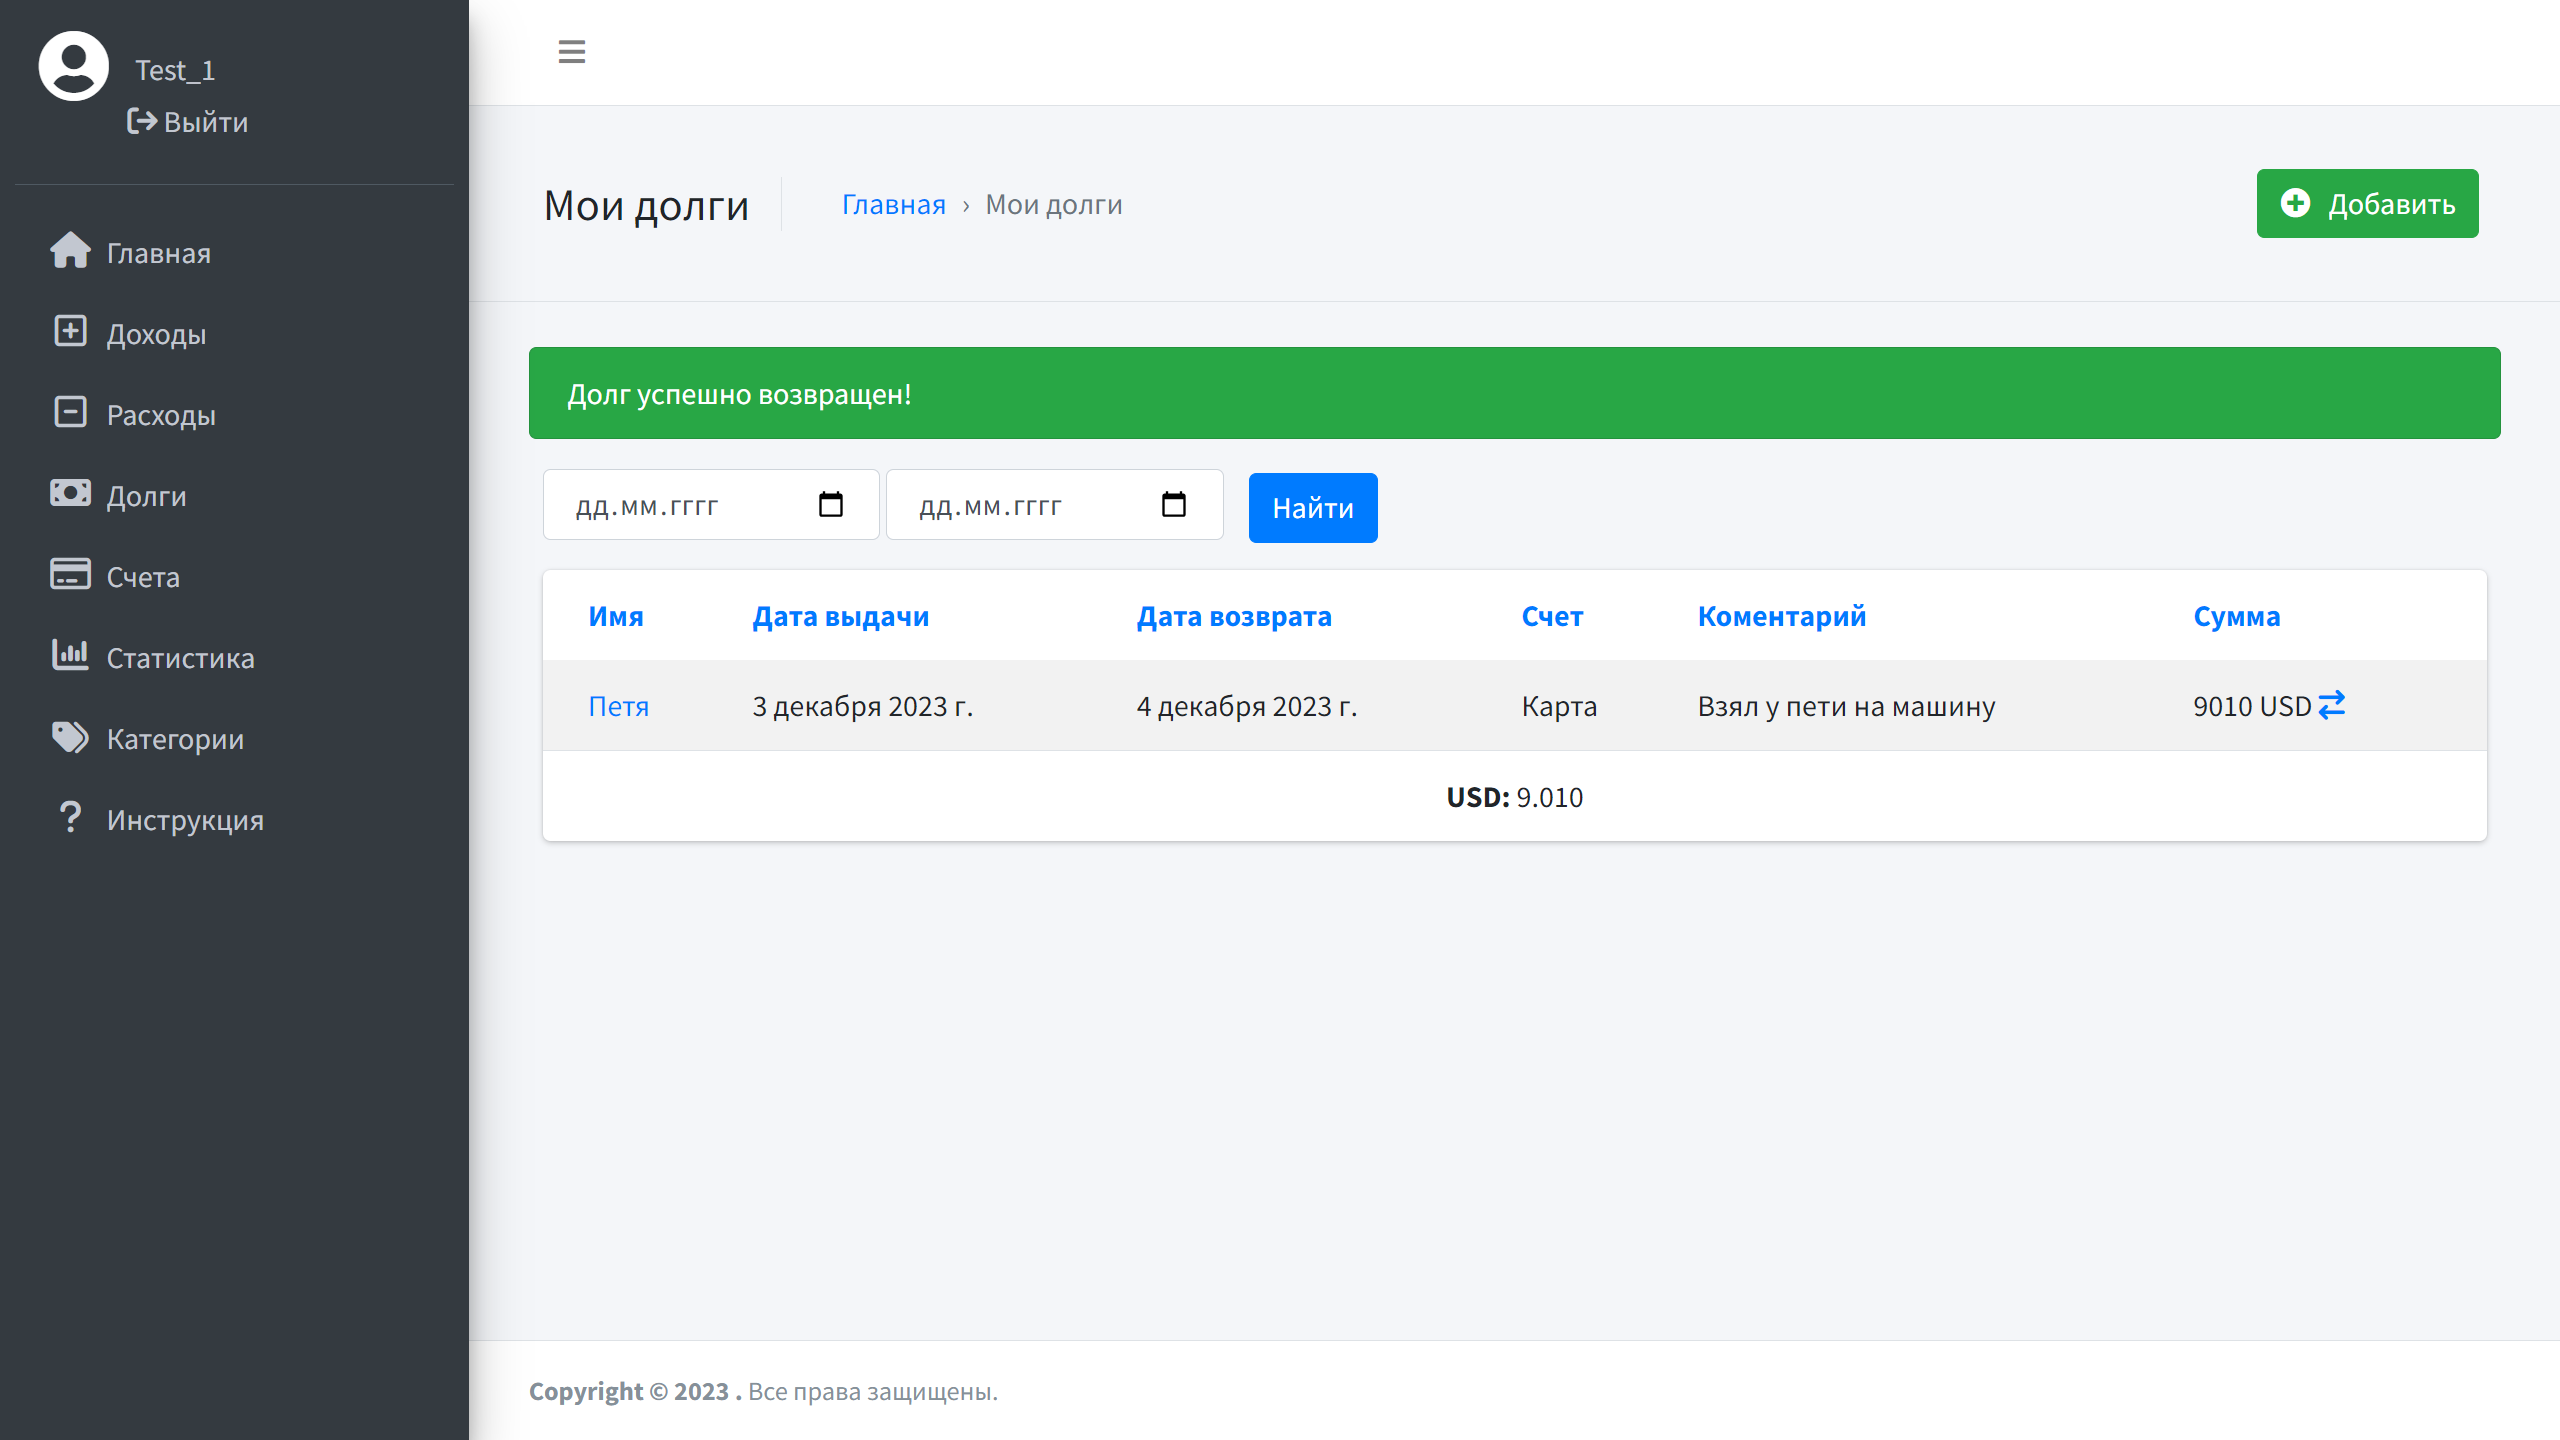 Test_1
Выйти
Главная
Доходы
Расходы
Долги
Счета
Статистика
Категории
Инструкция
Мои долги
Главная › Мои долги
Добавить
Долг успешно возвращен!
дд.мм.гггг дд.мм.гггг Найти
Имя Дата выдачи Дата возврата Счет Коментарий Сумма
Петя 3 декабря 2023 г. 4 декабря 2023 г. Карта Взял у пети на машину 9010 USD
USD: 9.010
Copyright © 2023 . Все права защищены.